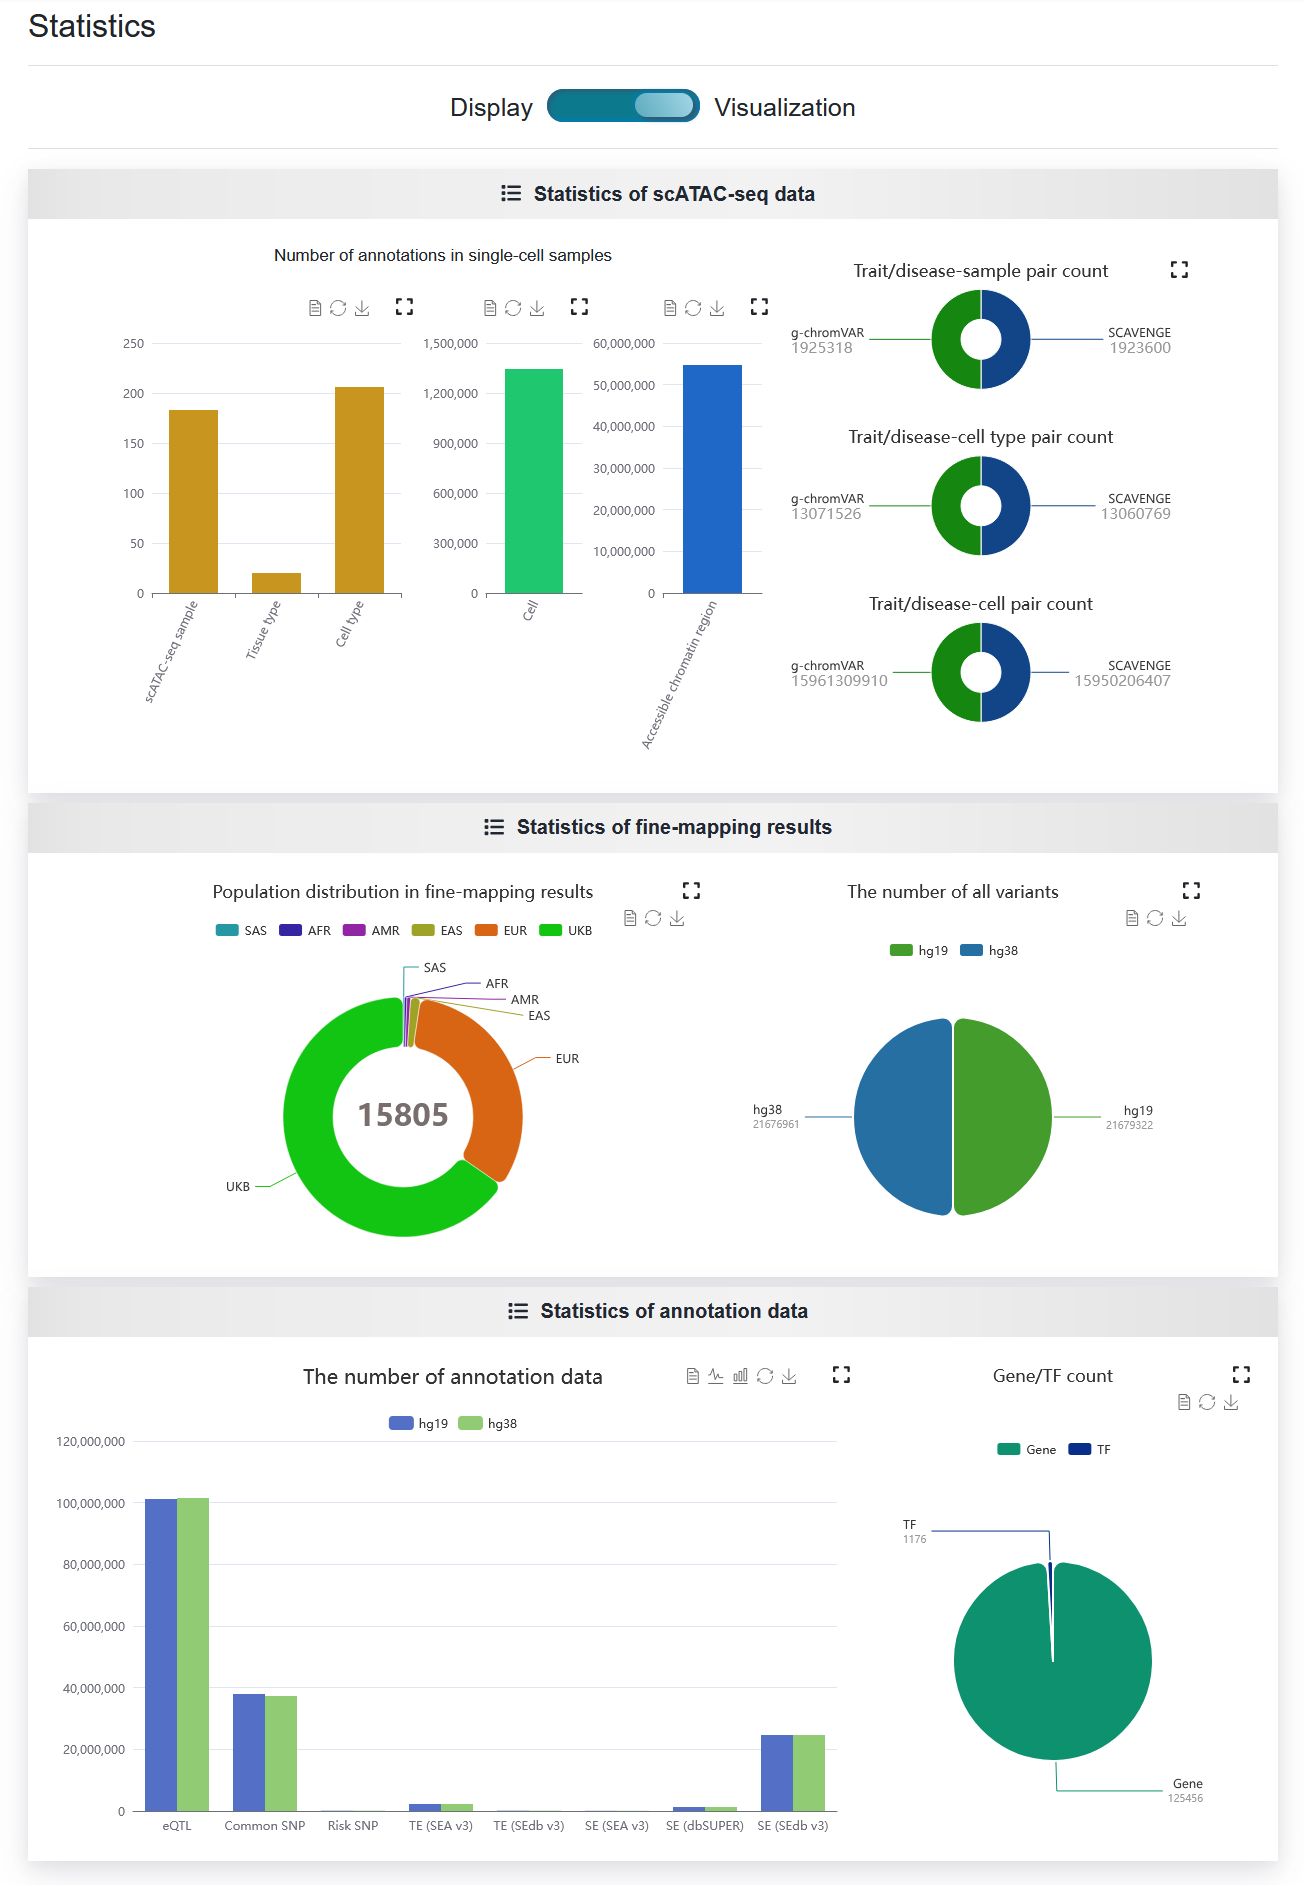 Statistics
Display Visualization
Statistics of scATAC-seq data
Number of annotations in single-cell samples
250
200
150
100
50
0
scATAC-seq sample
Tissue type
Cell type
1,500,000
1,200,000
900,000
600,000
300,000
0
Cell
60,000,000
50,000,000
40,000,000
30,000,000
20,000,000
10,000,000
0
Accessible chromatin region
Trait/disease-sample pair count
g-chromVAR
1925318
SCAVENGE
1923600
Trait/disease-cell type pair count
g-chromVAR
13071526
SCAVENGE
13060769
Trait/disease-cell pair count
g-chromVAR
15961309910
SCAVENGE
15950206407
Statistics of fine-mapping results
Population distribution in fine-mapping results
SAS AFR AMR EAS EUR UKB
SAS
AFR
AMR
EAS
EUR
15805
UKB
The number of all variants
hg19 hg38
hg38
21676961
hg19
21679322
Statistics of annotation data
The number of annotation data
hg19 hg38
120,000,000
100,000,000
80,000,000
60,000,000
40,000,000
20,000,000
0
eQTL Common SNP Risk SNP TE (SEA v3) TE (SEdb v3) SE (SEA v3) SE (dbSUPER) SE (SEdb v3)
Gene/TF count
Gene TF
TF
1176
Gene
125456